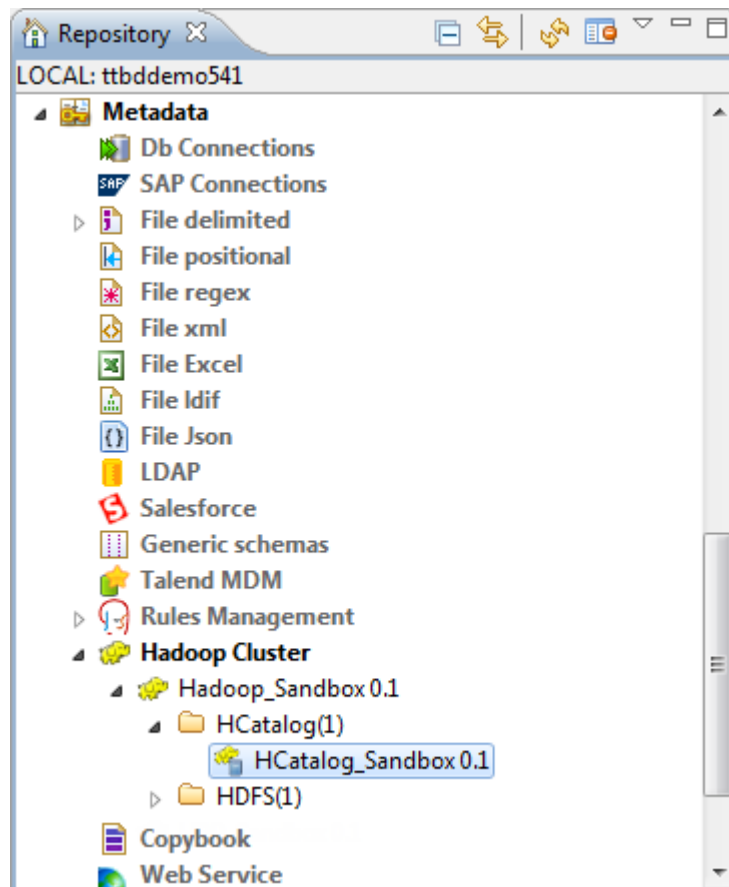 Repository
LOCAL: ttbddemo541
Metadata
Db Connections
SAP SAP Connections
File delimited
File positional
File regex
File xml
File Excel
File ldif
File Json
LDAP
Salesforce
Generic schemas
Talend MDM
Rules Management
Hadoop Cluster
Hadoop_Sandbox 0.1
HCatalog(1)
HCatalog_Sandbox 0.1
HDFS(1)
Copybook
Web Service